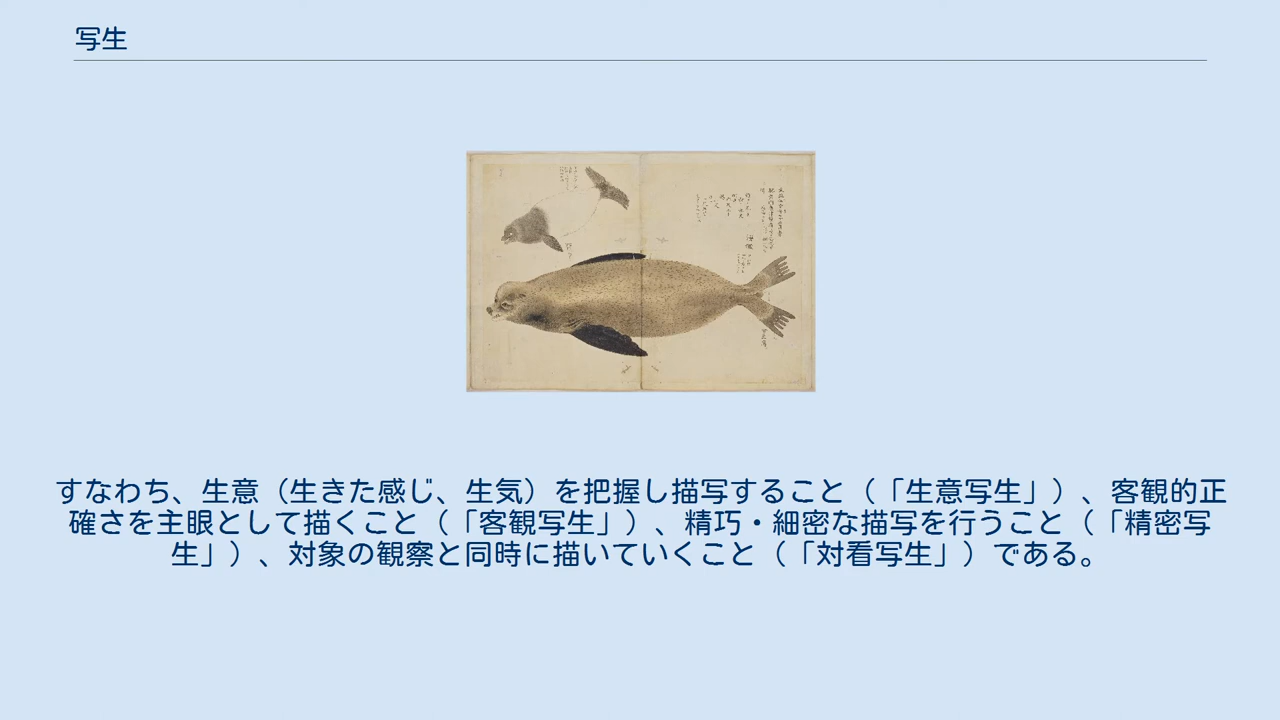 写生
すなわち、生意（生きた感じ、生気）を把握し描写すること（「生意写生」）、客観的正
確さを主眼として描くこと（「客観写生」）、精巧・細密な描写を行うこと（「精密写
生」）、対象の観察と同時に描いていくこと（「対看写生」）である。